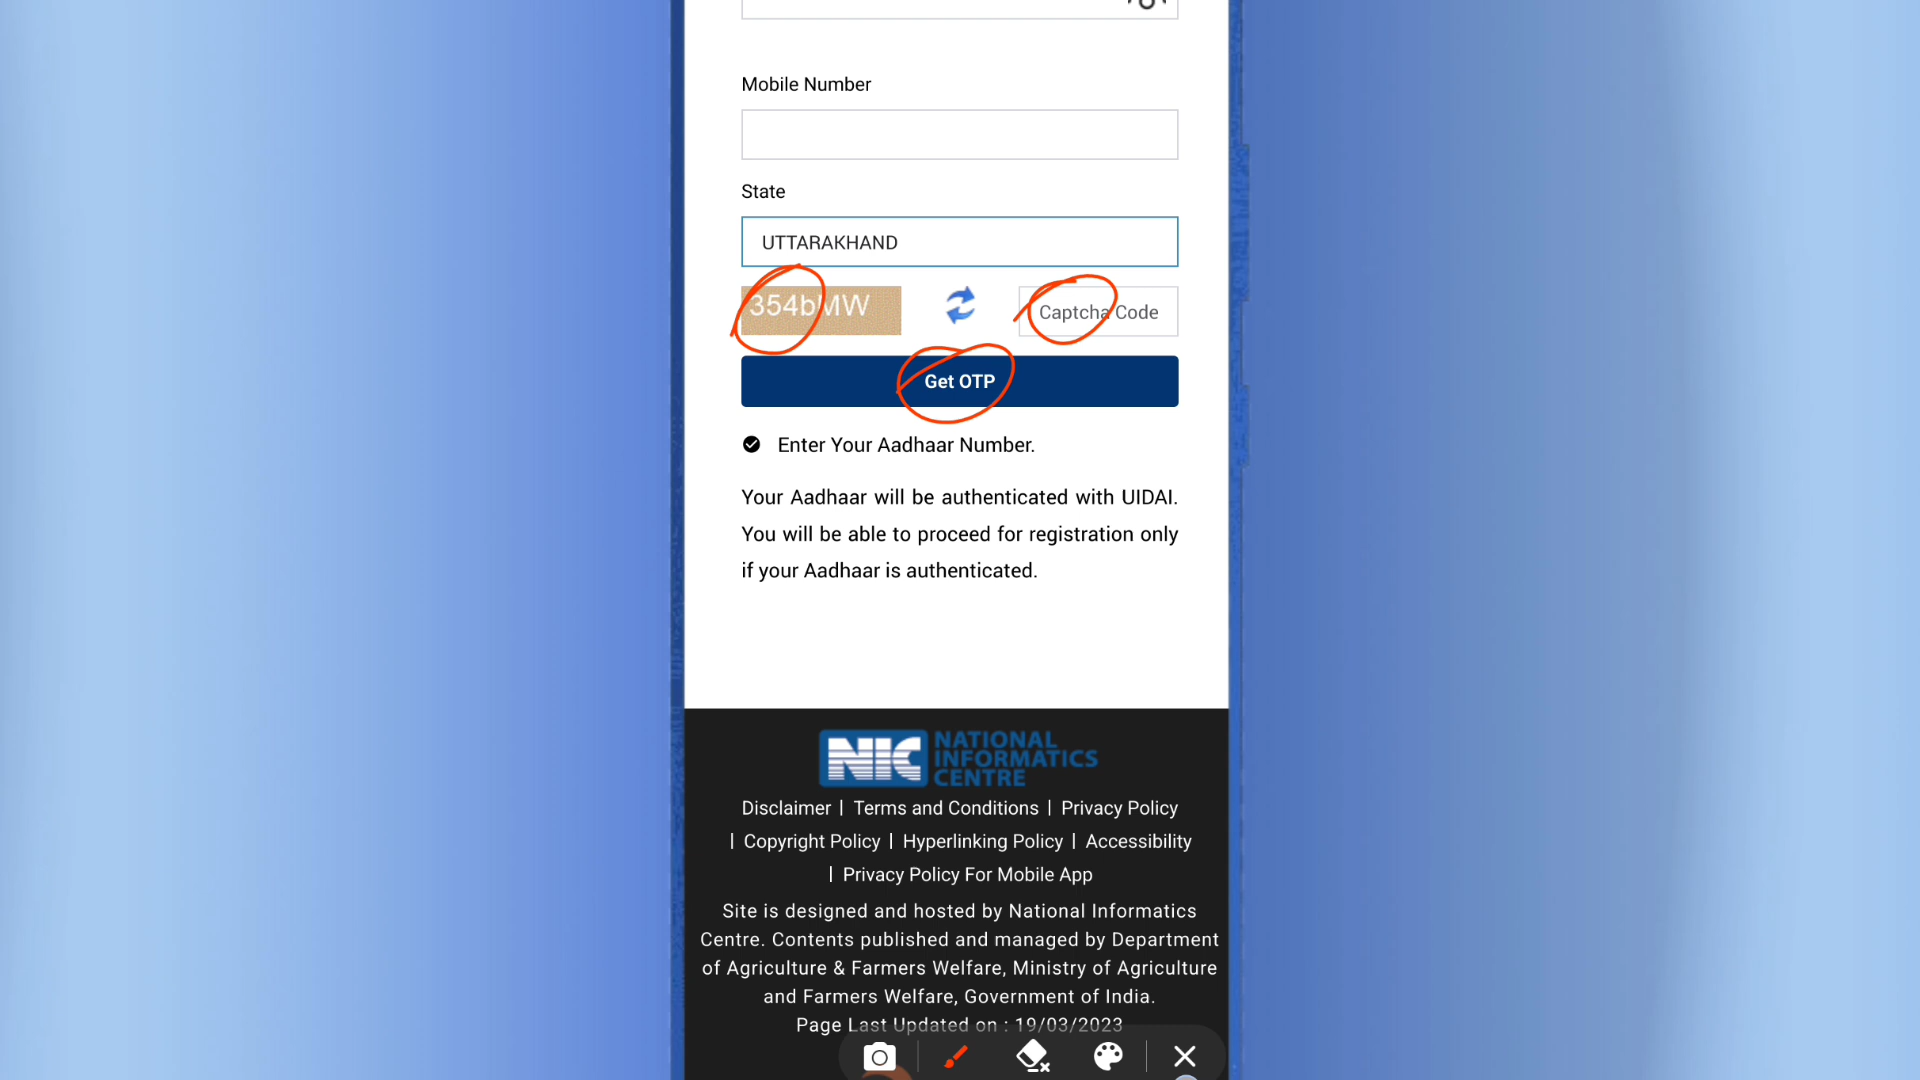 Mobile Number
State
UTTARAKHAND
354bMW
Captcha Code
Get OTP
Enter Your Aadhaar Number.
Your Aadhaar will be authenticated with UIDAI.
You will be able to proceed for registration only
if your Aadhaar is authenticated.
NIC NATIONAL
INFORMATICS
CENTRE
Disclaimer | Terms and Conditions | Privacy Policy
| Copyright Policy | Hyperlinking Policy | Accessibility
| Privacy Policy For Mobile App
Site is designed and hosted by National Informatics
Centre. Contents published and managed by Department
of Agriculture & Farmers Welfare, Ministry of Agriculture
and Farmers Welfare, Government of India.
Page Last Updated on : 19/03/2023